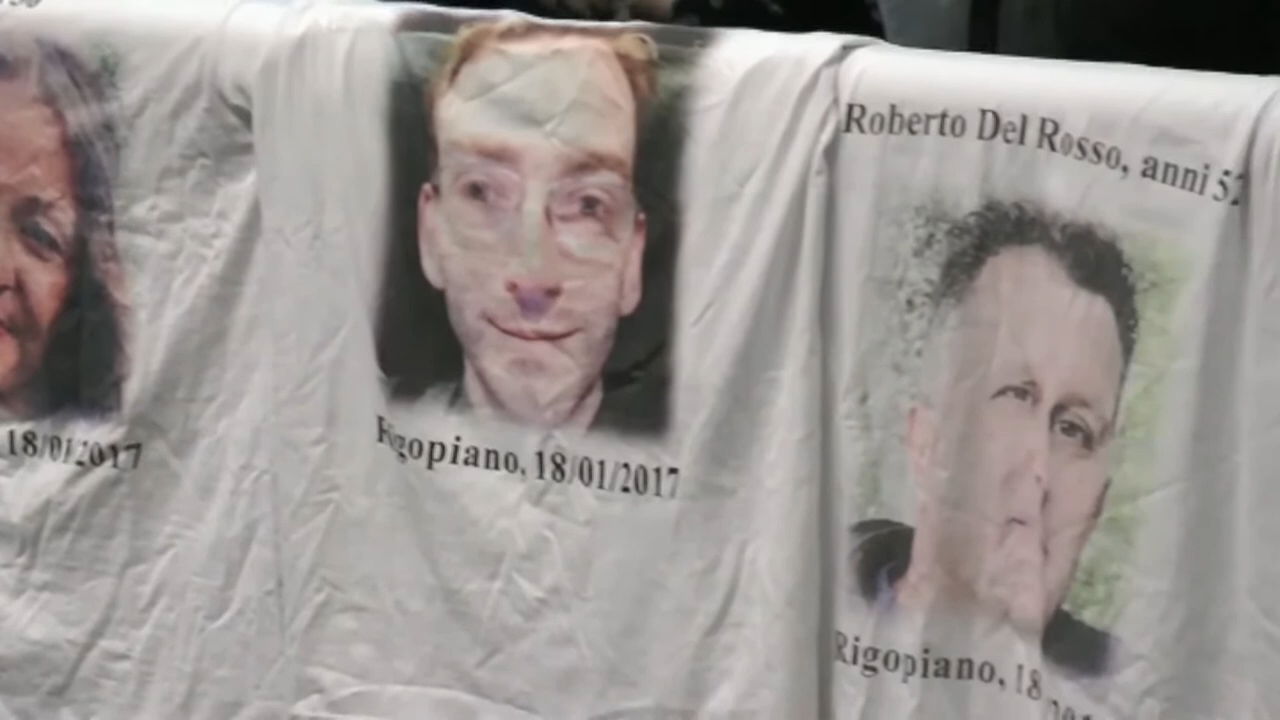 18/01/2017
Rigopiano, 18/01/2017
Roberto Del Rosso, anni 52
Rigopiano, 18